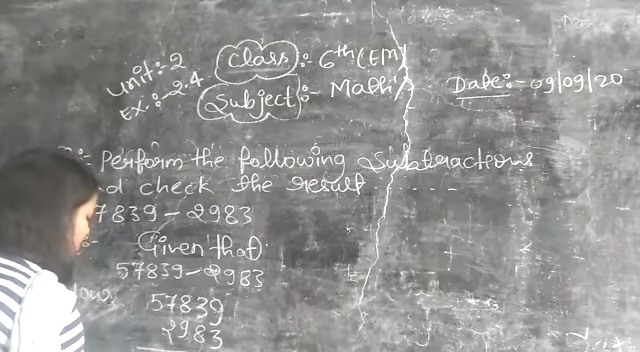 Unit: 2
Ex.: - 2.4
Class: 6th (EM)
Subject:- Maths
Date:- 09/09/20
:- Perform the following Subtractions
d check the result .....
7839 - 2983
Given that
57839 - 2983
57839
2983